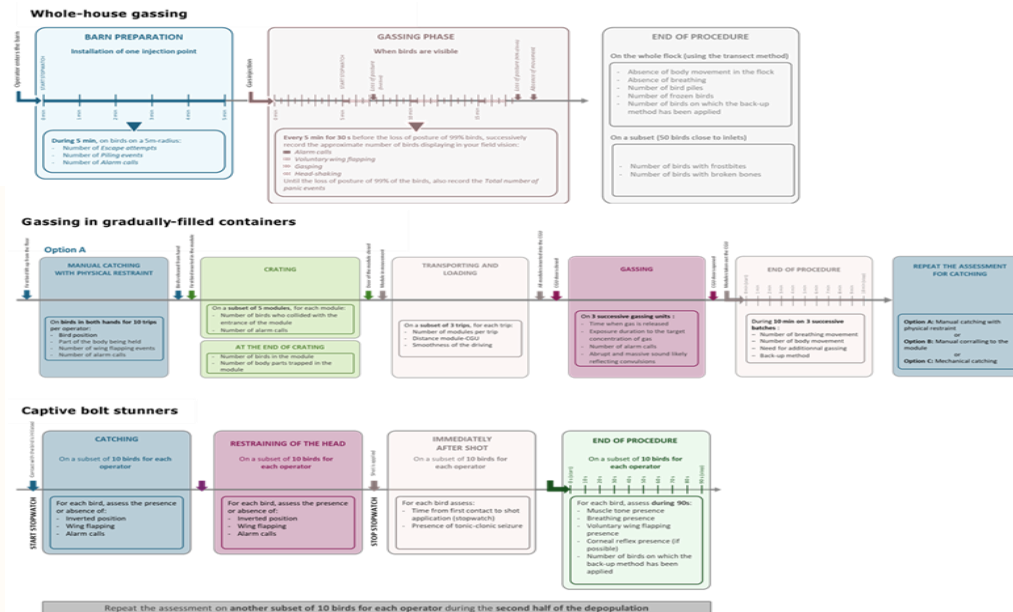 Whole-house gassing
BARN PREPARATION
Installation of one injection point
Operator enters the barn
START STOPWATCH
During 5 min, on birds on a 5m-radius:
- Number of Escape attempts
- Number of Piling events
- Number of Alarm calls
Gas injection
GASSING PHASE
When birds are visible
START STOPWATCH
Every 5 min for 30 s before the loss of posture of 99% birds, successively
record the approximate number of birds displaying in your field vision:
Alarm calls
Voluntary wing flapping
Gasping
Head-shaking
Until the loss of posture of 99% of the birds, also record the Total number of
panic events
END OF PROCEDURE
On the whole flock (using the transect method)
- Absence of body movement in the flock
- Absence of breathing
- Number of bird piles
- Number of frozen birds
- Number of birds on which the back-up
method has been applied
On a subset (50 birds close to inlets)
- Number of birds with frostbites
- Number of birds with broken bones
Gassing in gradually-filled containers
Option A
MANUAL CATCHING
WITH PHYSICAL RESTRAINT
On birds in both hands for 10 trips
per operator:
- Bird position
- Part of the body being held
- Number of wing flapping events
- Number of alarm calls
CRATING
On a subset of 5 modules, for each module:
- Number of birds who collided with the
entrance of the module
- Number of alarm calls
AT THE END OF CRATING
- Number of birds in the module
- Number of body parts trapped in the
module
TRANSPORTING AND
LOADING
On a subset of 3 trips, for each trip:
- Number of modules per trip
- Distance module-CGU
- Smoothness of the driving
GASSING
On 3 successive gassing units :
- Time when gas is released
- Exposure duration to the target
concentration of gas
- Number of alarm calls
- Abrupt and massive sound likely
reflecting convulsions
END OF PROCEDURE
During 10 min on 3 successive
batches :
- Number of breathing movement
- Number of body movement
- Need for additionnal gassing
- Back-up method
REPEAT THE ASSESSMENT
FOR CATCHING
Option A: Manual catching with
physical restraint
or
Option B: Manual corralling to the
module
or
Option C: Mechanical catching
Captive bolt stunners
START STOPWATCH
CATCHING
On a subset of 10 birds for each
operator
For each bird, assess the presence
or absence of:
- Inverted position
- Wing flapping
- Alarm calls
RESTRAINING OF THE HEAD
On a subset of 10 birds for
each operator
For each bird, assess the presence
or absence of:
- Inverted position
- Wing flapping
- Alarm calls
STOP STOPWATCH
IMMEDIATELY
AFTER SHOT
On a subset of 10 birds for
each operator
For each bird assess:
- Time from first contact to shot
application (stopwatch)
- Presence of tonic-clonic seizure
END OF PROCEDURE
On a subset of 10 birds for
each operator
For each bird, assess during 90s:
- Muscle tone presence
- Breathing presence
- Voluntary wing flapping
presence
- Corneal reflex presence (if
possible)
- Number of birds on which the
back-up method has been
applied
Repeat the assessment on another subset of 10 birds for each operator during the second half of the depopulation